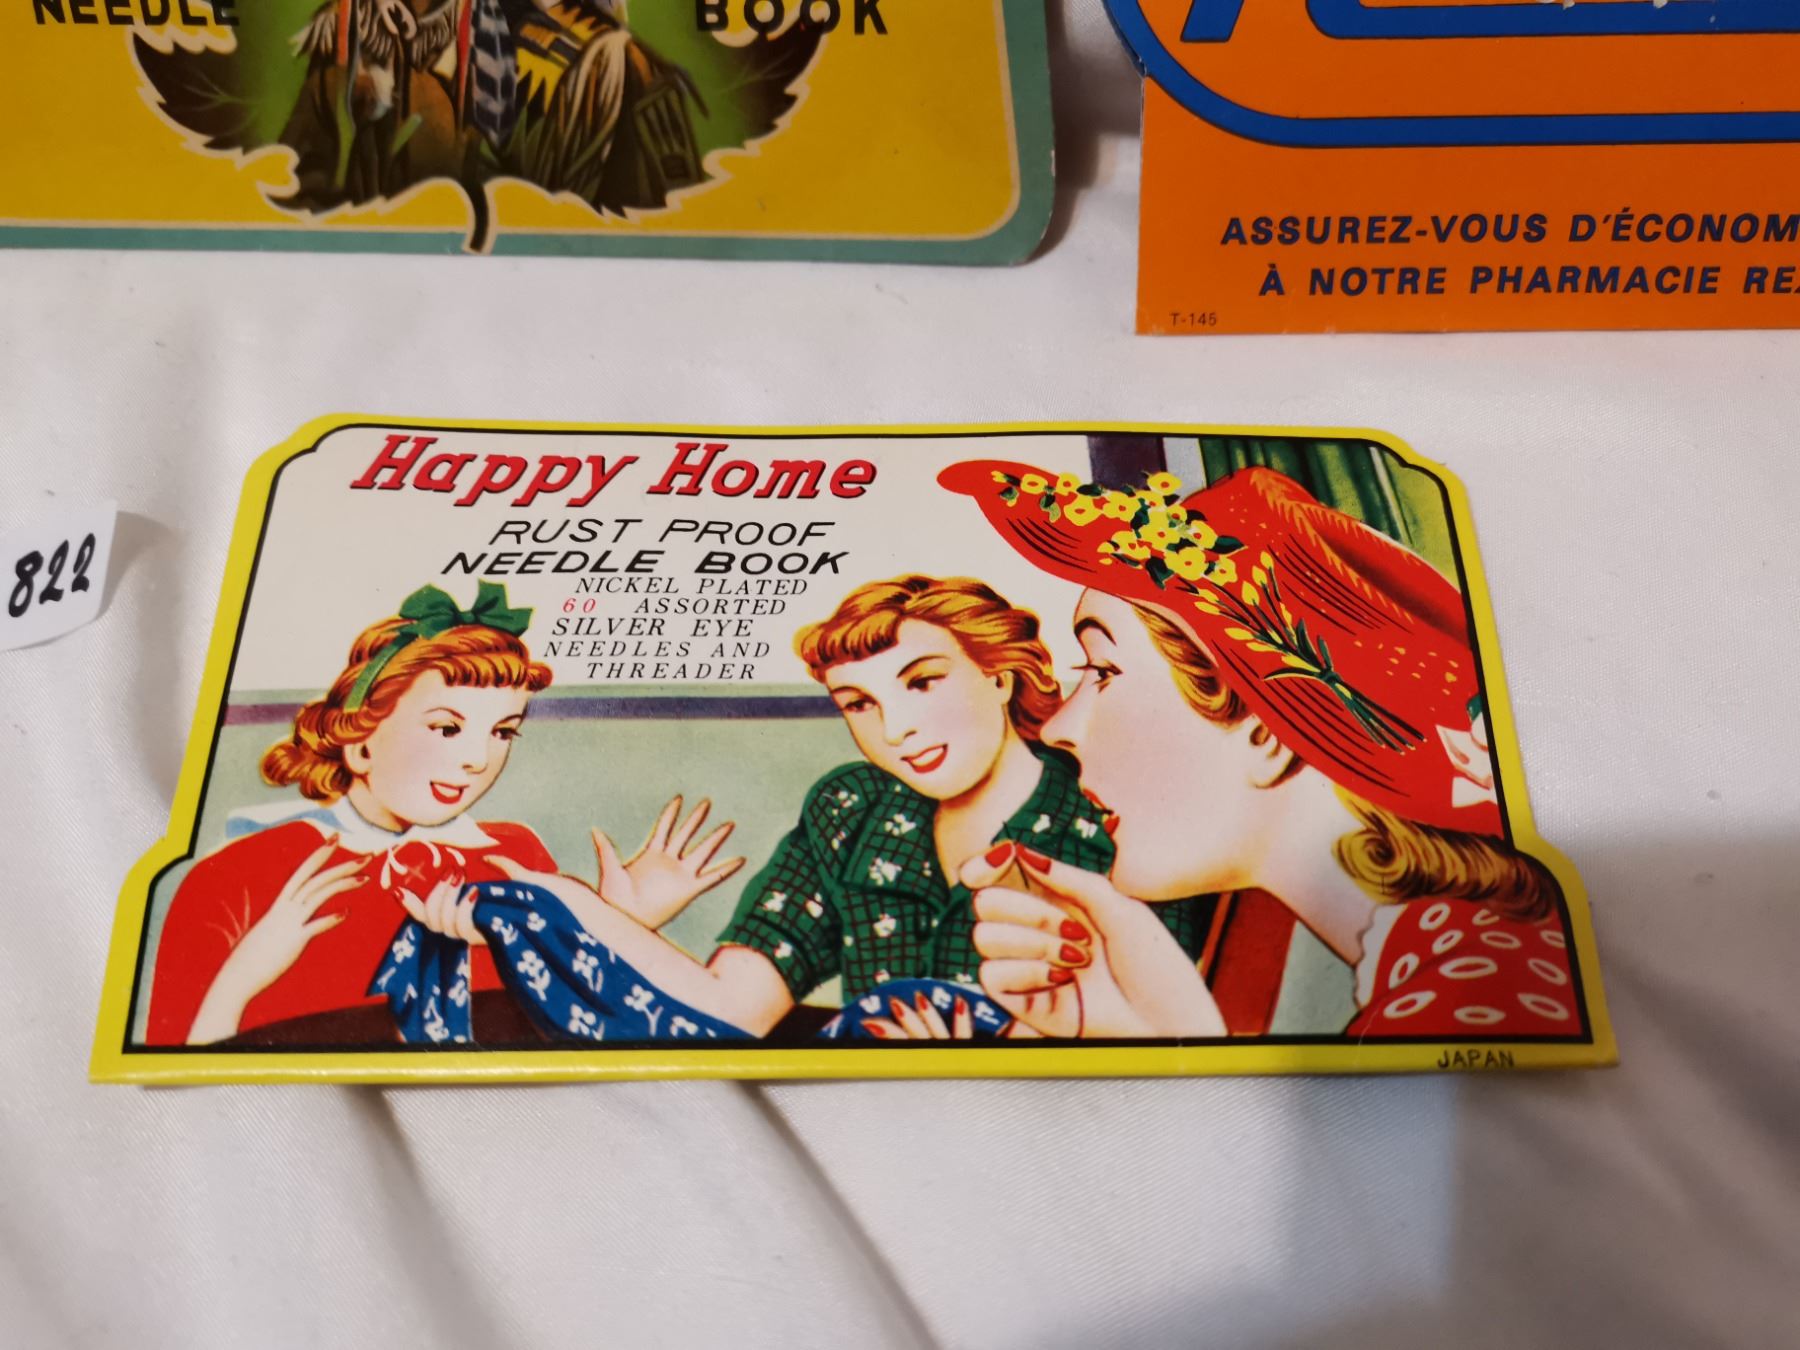 NEEDLE BOOK
ASSUREZ-VOUS D'ÉCONOM
À NOTRE PHARMACIE
T-145
822
Happy Home
RUST PROOF
NEEDLE BOOK
NICKEL PLATED
60 ASSORTED
SILVER EYE
NEEDLES AND
THREADER
JAPAN